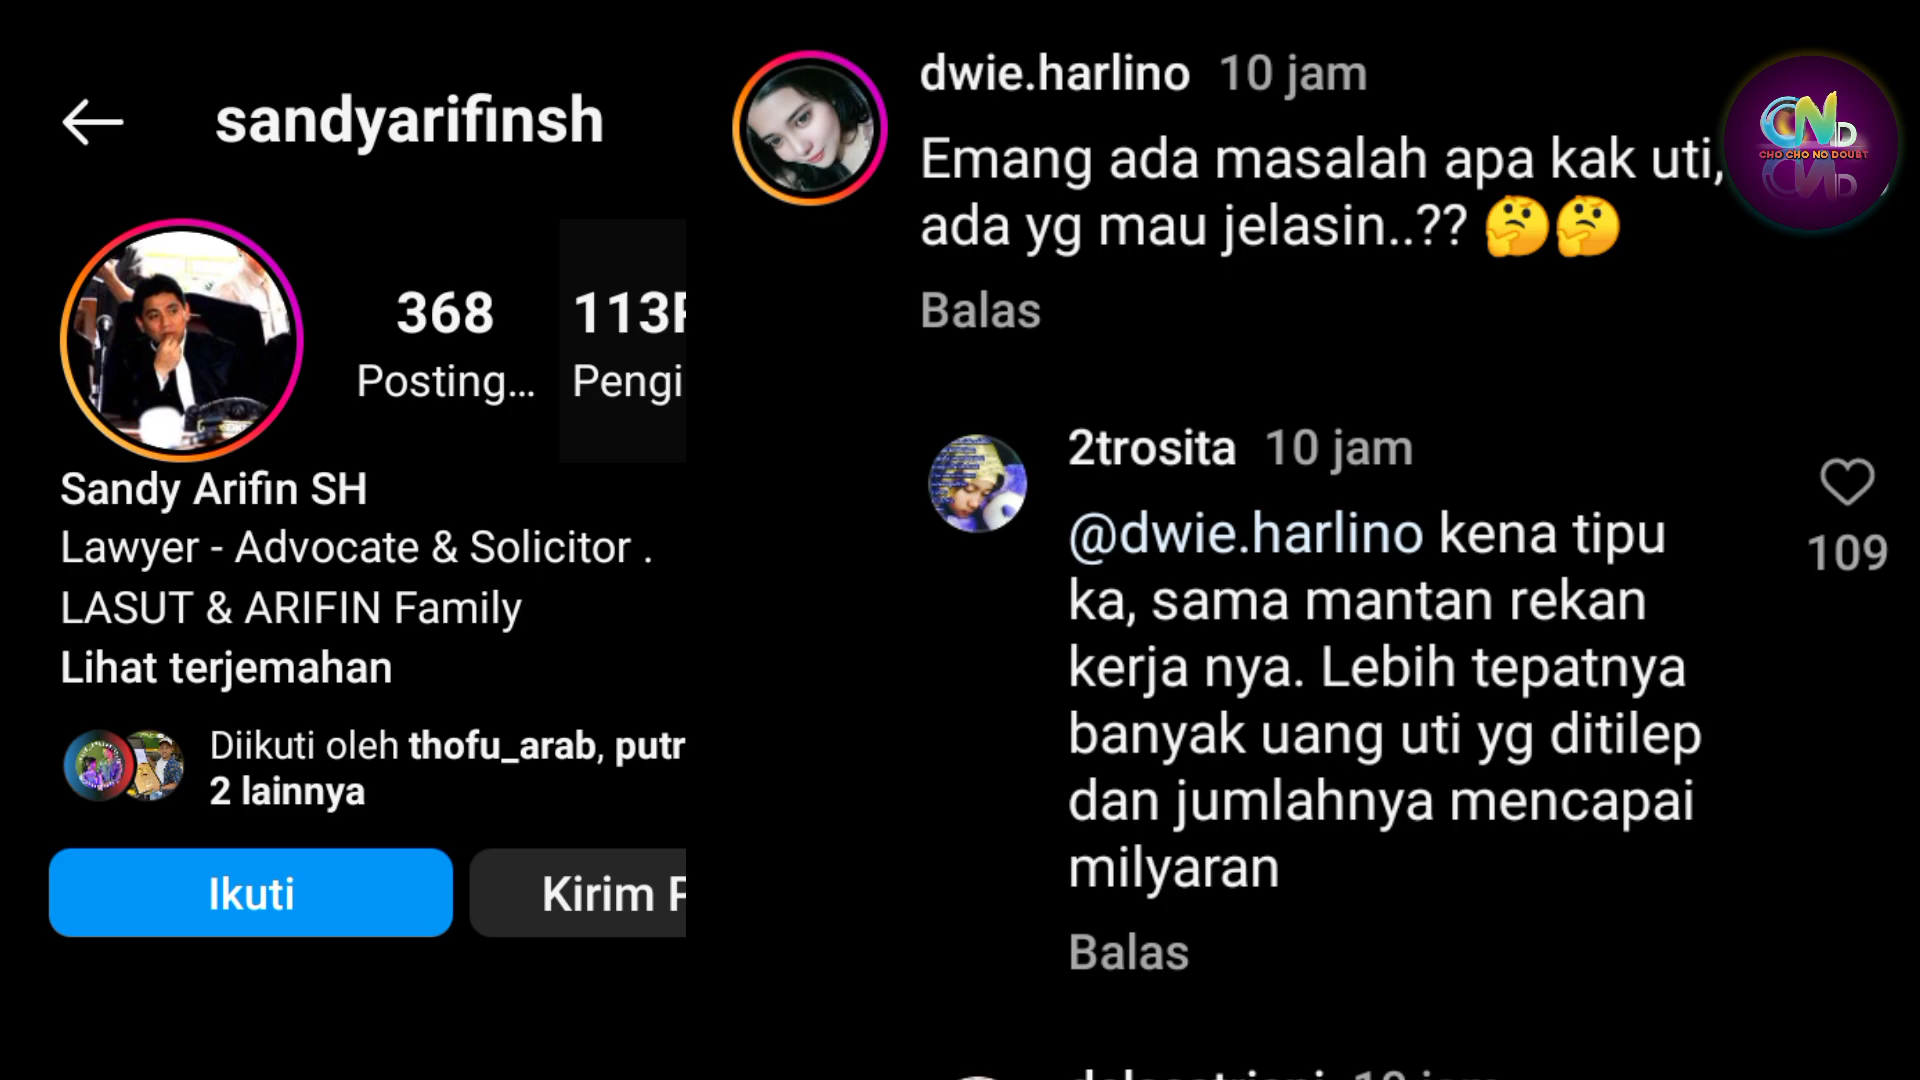 sandyarifinsh
368
Posting...
113
Pengi
Sandy Arifin SH
Lawyer - Advocate & Solicitor .
LASUT & ARIFIN Family
Lihat terjemahan
Diikuti oleh thofu_arab, putr
2 lainnya
Ikuti
Kirim P
dwie.harlino 10 jam
Emang ada masalah apa kak uti,
ada yg mau jelasin..?? 🤔🤔
Balas
2trosita 10 jam
@dwie.harlino kena tipu
ka, sama mantan rekan
kerja nya. Lebih tepatnya
banyak uang uti yg ditilep
dan jumlahnya mencapai
milyaran
Balas
109
CND
CHO CHO NO DOUBT